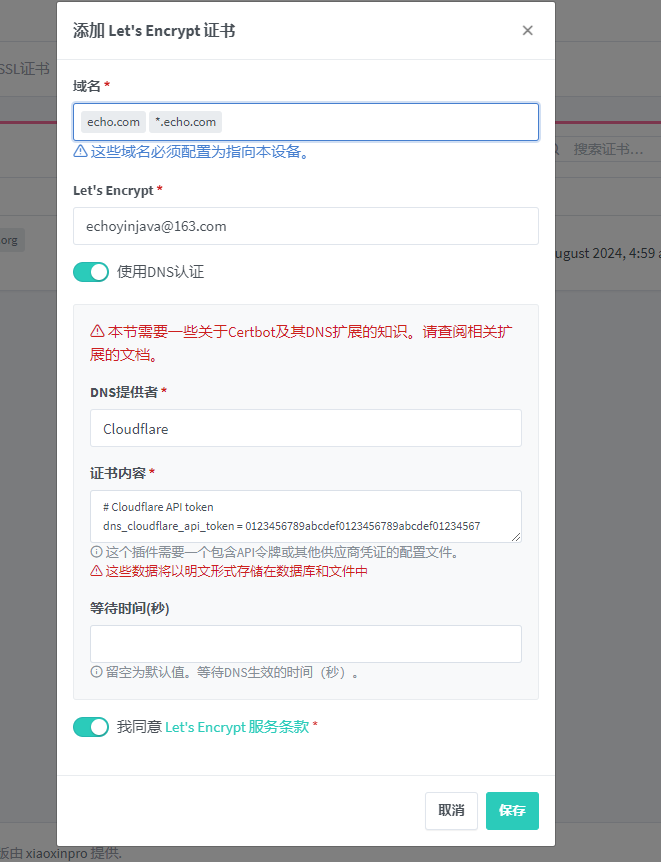 添加 Let's Encrypt 证书
SSL证书
域名 *
echo.com *.echo.com
这些域名必须配置为指向本设备。
搜索证书...
Let's Encrypt *
echoyinjava@163.com
org
ugust 2024, 4:59 a
使用DNS认证
本节需要一些关于Certbot及其DNS扩展的知识。请查阅相关扩
展的文档。
DNS提供者 *
Cloudflare
证书内容 *
# Cloudflare API token
dns_cloudflare_api_token = 0123456789abcdef0123456789abcdef01234567
这个插件需要一个包含API令牌或其他供应商凭证的配置文件。
这些数据将以明文形式存储在数据库和文件中
等待时间(秒)
留空为默认值。等待DNS生效的时间（秒）。
我同意 Let's Encrypt 服务条款 *
取消 保存
板由 xiaoxinpro 提供.